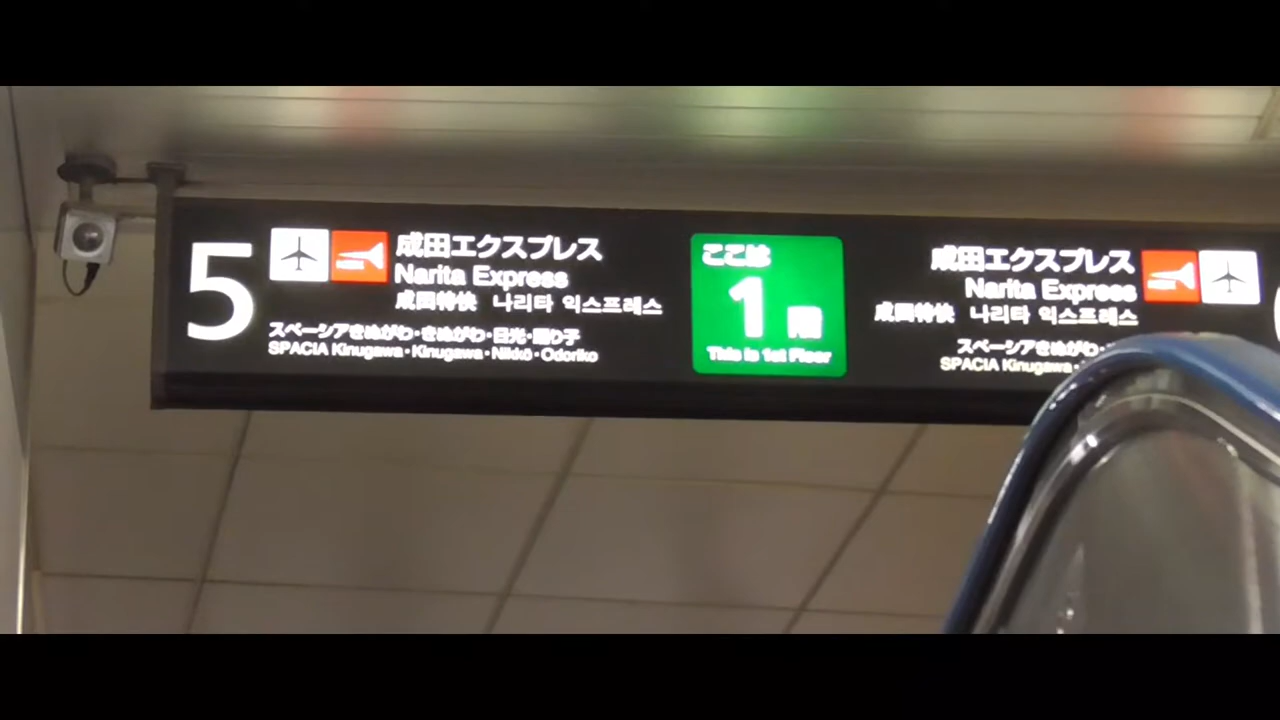 5
成田エクスプレス
Narita Express
成田特快 나리타 익스프레스
スペーシアきぬがわ・きぬがわ・日光・踊り子
SPACIA Kinugawa・Kinugawa・Nikkō・Odoriko
ここは
1階
This is 1st Floor
成田エクスプレス
Narita Express
成田特快 나리타 익스프레스
スペーシアきぬがわ・
SPACIA Kinugawa・